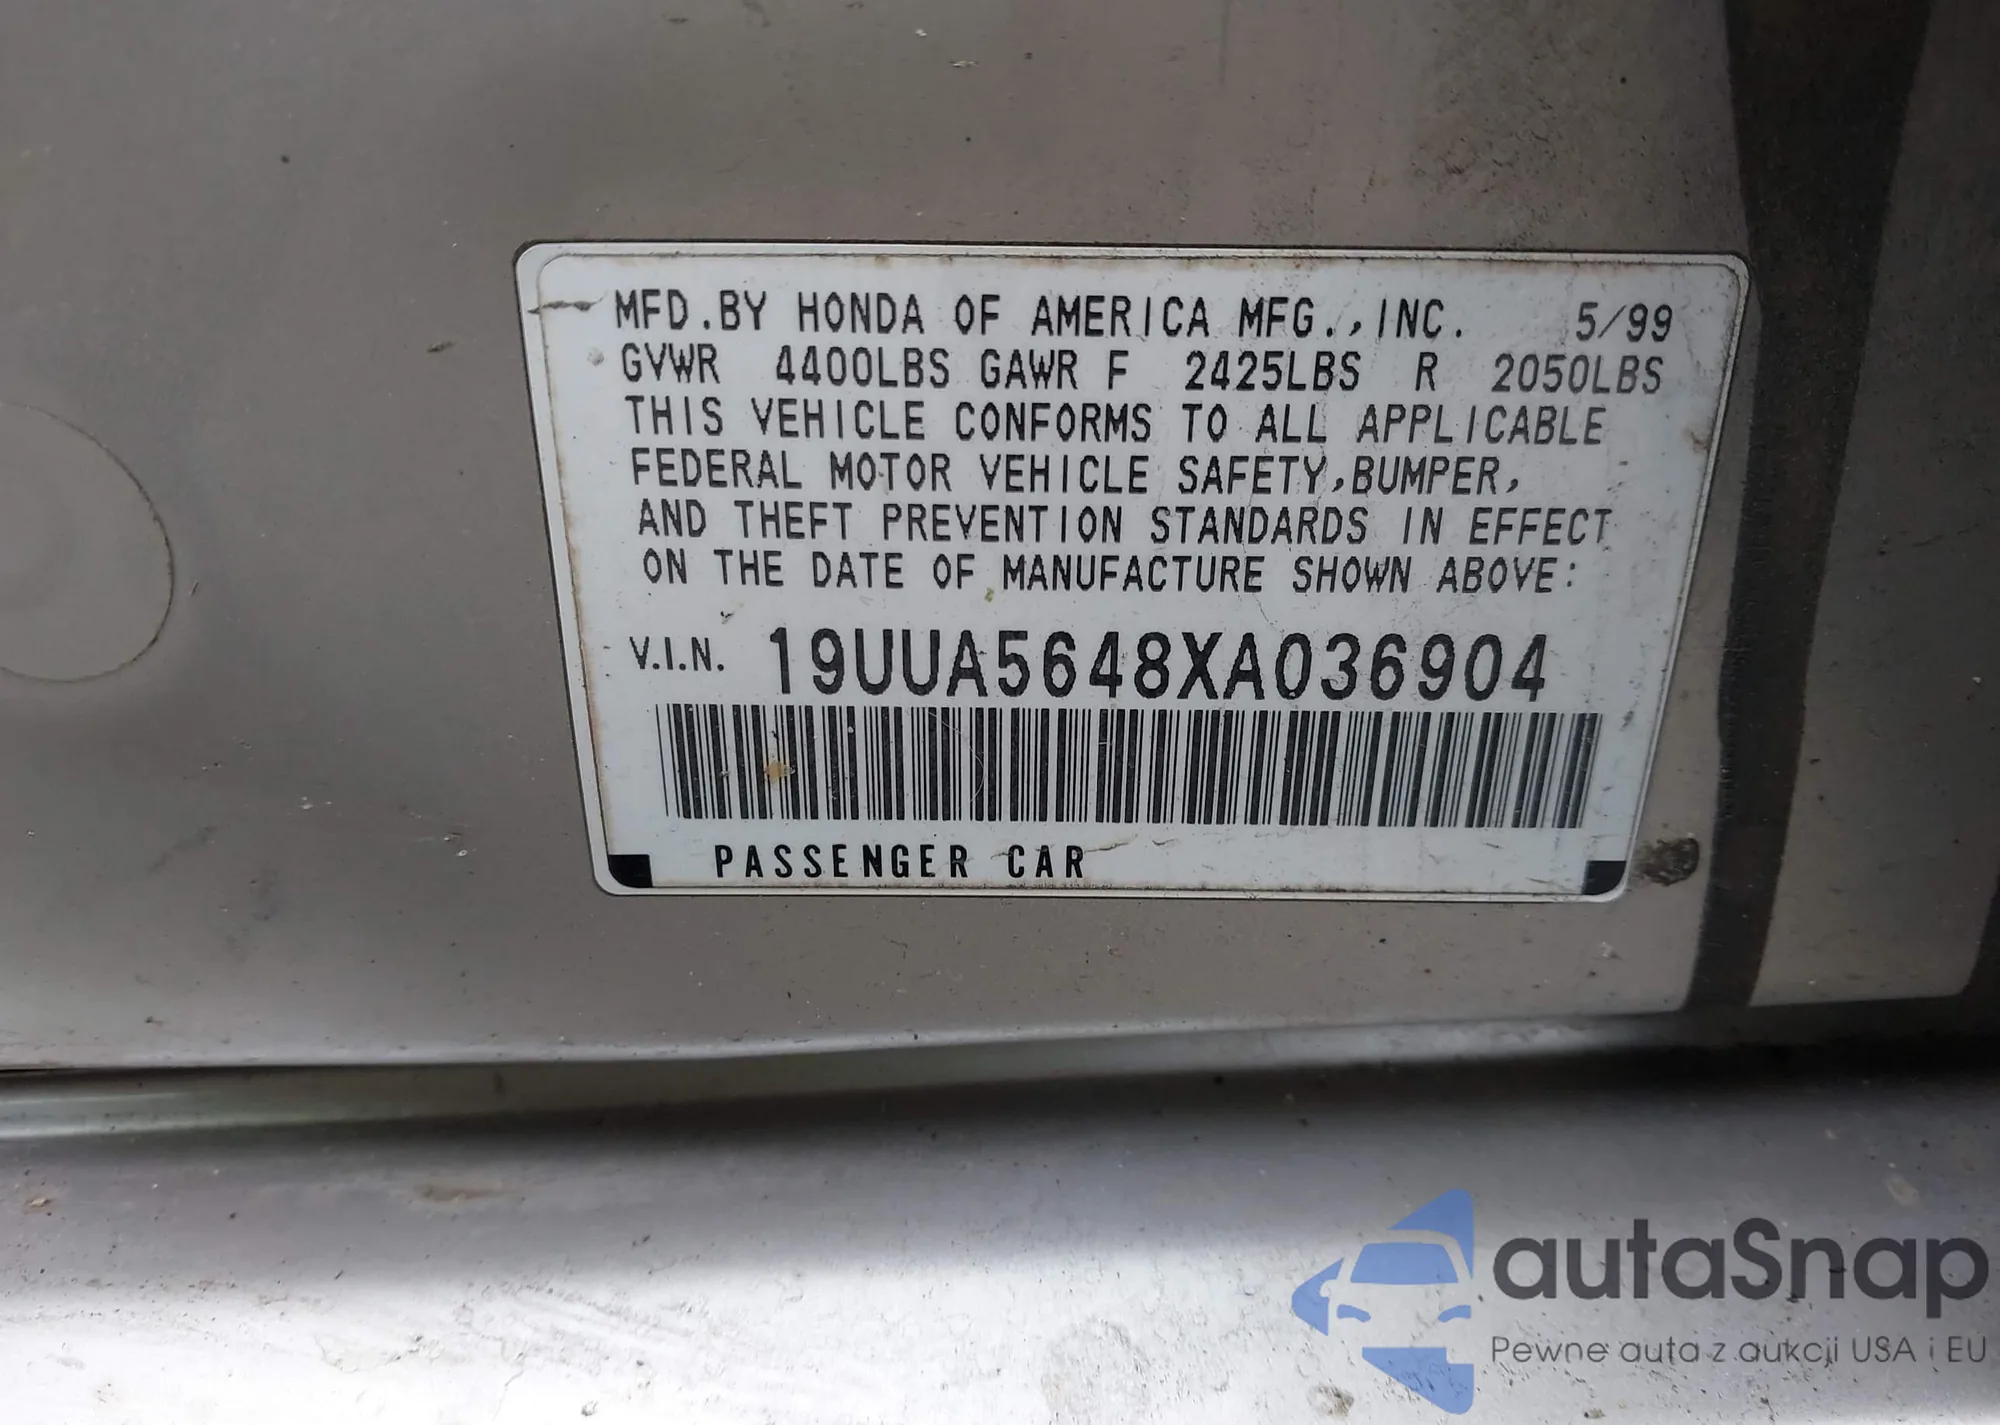 MFD.BY HONDA OF AMERICA MFG.,INC. 5/99
GVWR 4400LBS GAWR F 2425LBS R 2050LBS
THIS VEHICLE CONFORMS TO ALL APPLICABLE
FEDERAL MOTOR VEHICLE SAFETY,BUMPER,
AND THEFT PREVENTION STANDARDS IN EFFECT
ON THE DATE OF MANUFACTURE SHOWN ABOVE:
V.I.N. 19UUA5648XA036904
PASSENGER CAR
autaSnap
Pewne auta z aukcji USA i EU